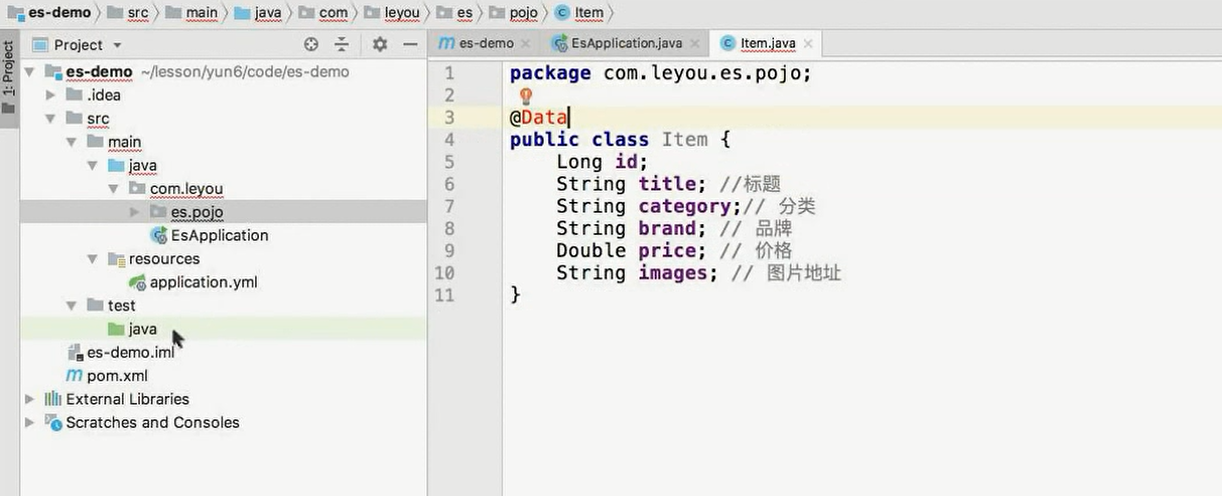 es-demo src main java com leyou es pojo Item
1: Project
Project
es-demo ~/lesson/yun6/code/es-demo
.idea
src
main
java
com.leyou
es.pojo
EsApplication
resources
application.yml
test
java
es-demo.iml
pom.xml
External Libraries
Scratches and Consoles
es-demo EsApplication.java Item.java
1 package com.leyou.es.pojo;
2
3 @Data
4 public class Item {
5 Long id;
6 String title; //标题
7 String category;// 分类
8 String brand; // 品牌
9 Double price; // 价格
10 String images; // 图片地址
11 }